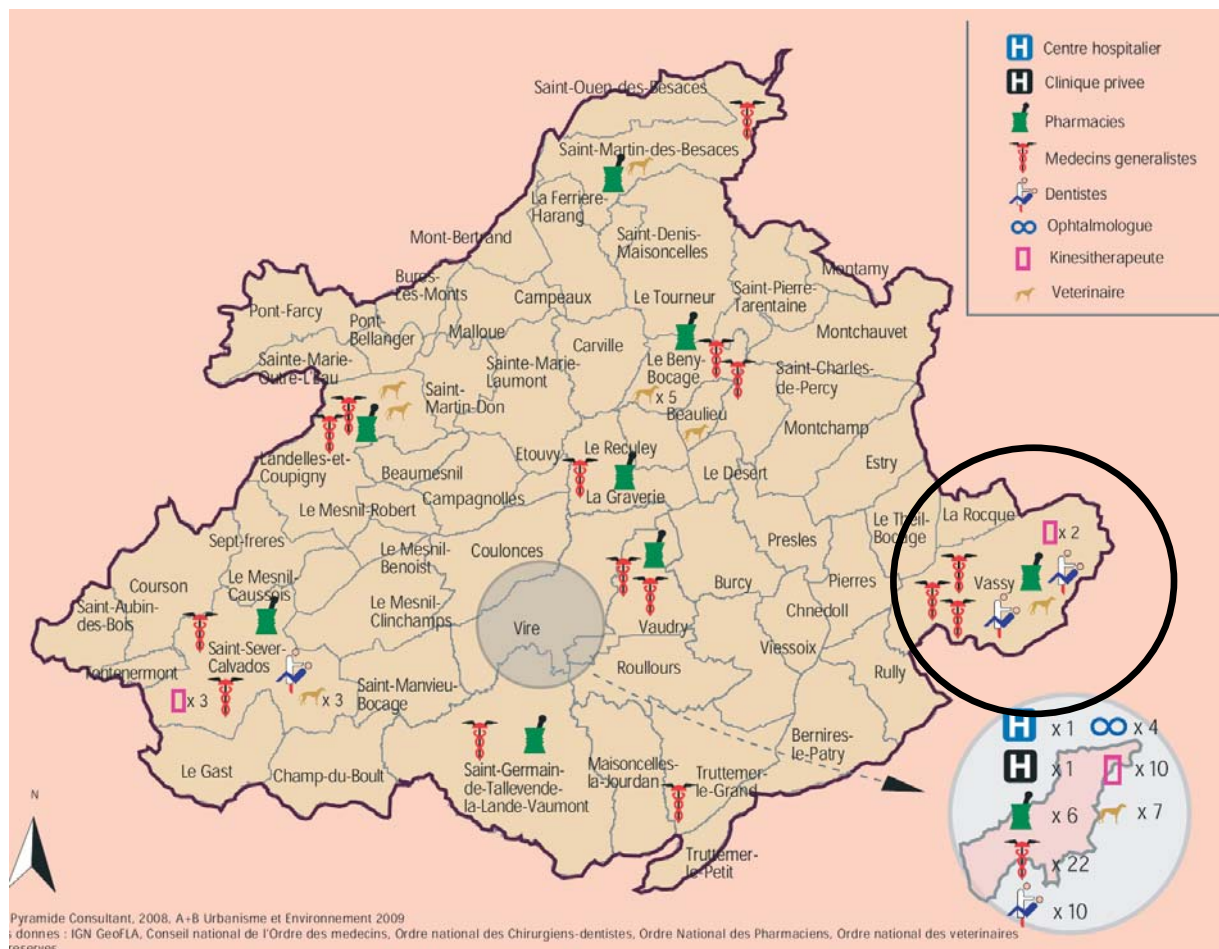 Centre hospitalier
Clinique privee
Pharmacies
Medecins generalistes
Dentistes
Ophtalmologue
Kinesitherapeute
Veterinaire
Saint-Ouen-des-Besaces
Saint-Martin-des-Besaces
La Ferriere-
Harang
Mont-Bertrand
Saint-Denis-
Maisoncelles
Montamy
Bures-
Les-Monts
Campeaux
Le Tourneur
Saint-Pierre-
Tarentaine
Pont-Farcy
Pont-
Bellanger
Malloue
Carville
Montchauvet
Sainte-Marie-
Outre-L'Eau
Sainte-Marie-
Laumont
Le Beny-
Bocage
Saint-Charles-
de-Percy
Saint-
Martin-Don
x 5
Beaulieu
Montchamp
Landelles-et-
Coupigny
Beaumesnil
Etouvy
Le Reculey
Le Desert
Estry
Campagnolles
La Graverie
Le Mesnil-Robert
La Rocque
Le Theil-
Bocage
x 2
Sept-freres
Le Mesnil-
Benoist
Coulonces
Presles
Courson
Le Mesnil-
Caussois
Burcy
Pierres
Vassy
Saint-Aubin-
des-Bois
Le Mesnil-
Clinchamps
Vire
Vaudry
Chnedoll
Saint-Sever-
Calvados
Viessoix
Fontenermont
Roullours
Rully
x 3
x 3
Saint-Manvieu-
Bocage
Bernires-
le-Patry
Le Gast
Champ-du-Boult
Saint-Germain-
de-Tallevende-
la-Lande-Vaumont
Maisoncelles-
la-Jourdan
Truttemer-
le-Grand
Truttemer-
le-Petit
x 1
x 4
x 1
x 10
x 6
x 7
x 22
x 10
N
Pyramide Consultant, 2008, A+B Urbanisme et Environnement 2009
donnes : IGN GeoFLA, Conseil national de l'Ordre des medecins, Ordre national des Chirurgiens-dentistes, Ordre National des Pharmaciens, Ordre national des veterinaires